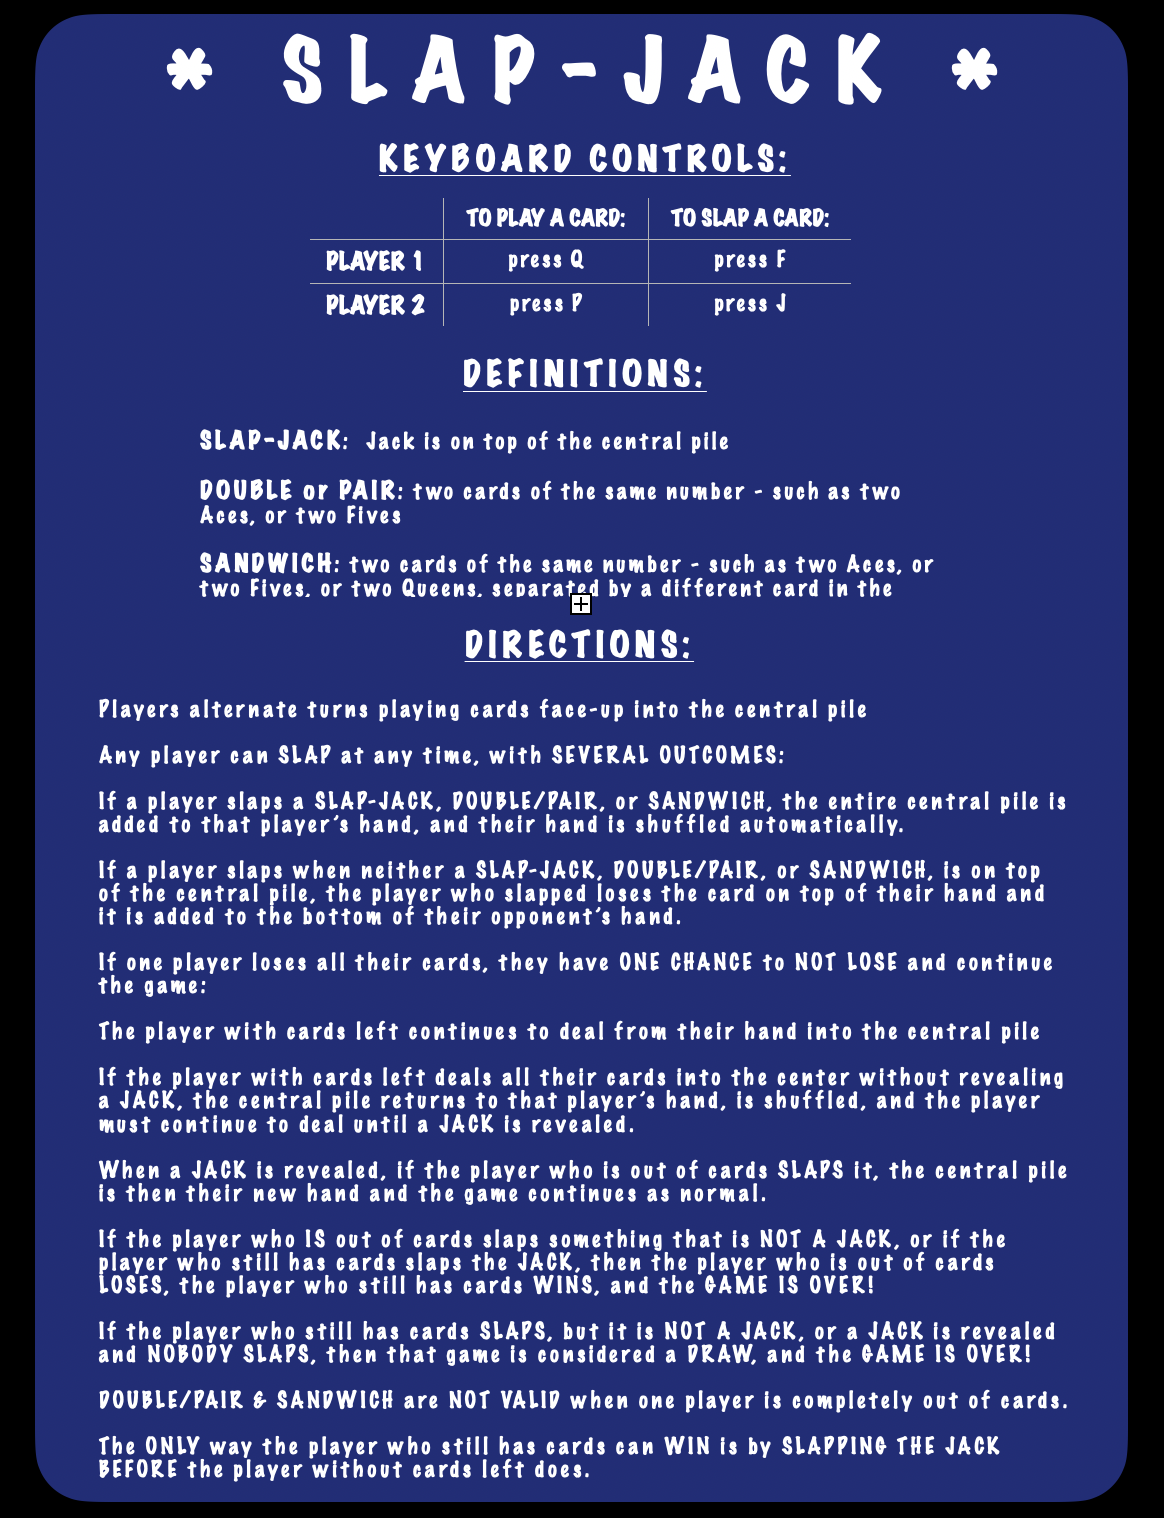 * SLAP-JACK *
KEYBOARD CONTROLS:
TO PLAY A CARD: TO SLAP A CARD:
PLAYER 1 press Q press F
PLAYER 2 press P press J
DEFINITIONS:
SLAP-JACK: Jack is on top of the central pile
DOUBLE or PAIR: two cards of the same number - such as two
Aces, or two Fives
SANDWICH: two cards of the same number - such as two Aces, or
two Fives, or two Queens, separated by a different card in the
DIRECTIONS:
Players alternate turns playing cards face-up into the central pile
Any player can SLAP at any time, with SEVERAL OUTCOMES:
If a player slaps a SLAP-JACK, DOUBLE/PAIR, or SANDWICH, the entire central pile is
added to that player's hand, and their hand is shuffled automatically.
If a player slaps when neither a SLAP-JACK, DOUBLE/PAIR, or SANDWICH, is on top
of the central pile, the player who slapped loses the card on top of their hand and
it is added to the bottom of their opponent's hand.
If one player loses all their cards, they have ONE CHANCE to NOT LOSE and continue
the game:
The player with cards left continues to deal from their hand into the central pile
If the player with cards left deals all their cards into the center without revealing
a JACK, the central pile returns to that player's hand, is shuffled, and the player
must continue to deal until a JACK is revealed.
When a JACK is revealed, if the player who is out of cards SLAPS it, the central pile
is then their new hand and the game continues as normal.
If the player who IS out of cards slaps something that is NOT A JACK, or if the
player who still has cards slaps the JACK, then the player who is out of cards
LOSES, the player who still has cards WINS, and the GAME IS OVER!
If the player who still has cards SLAPS, but it is NOT A JACK, or a JACK is revealed
and NOBODY SLAPS, then that game is considered a DRAW, and the GAME IS OVER!
DOUBLE/PAIR & SANDWICH are NOT VALID when one player is completely out of cards.
The ONLY way the player who still has cards can WIN is by SLAPPING THE JACK
BEFORE the player without cards left does.